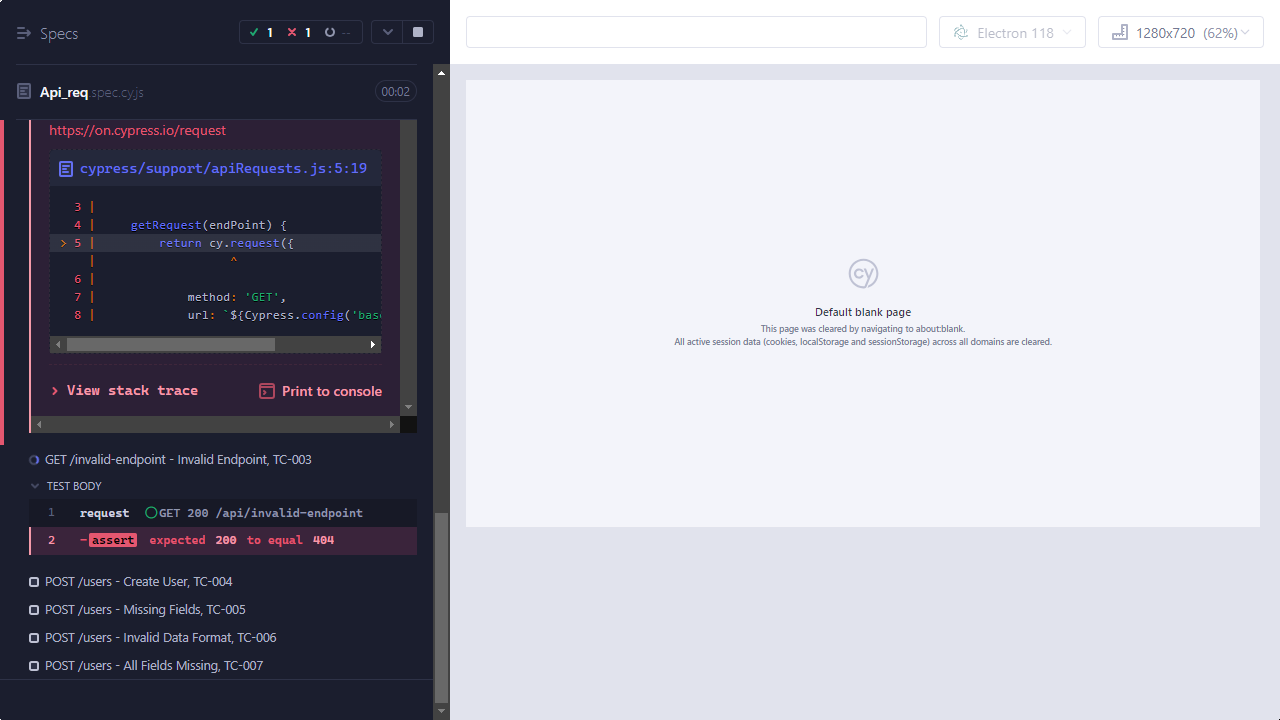 Specs
1 1 --
Electron 118
1280x720 (62%)
Api_req.spec.cy.js
00:02
https://on.cypress.io/request
cypress/support/apiRequests.js:5:19
3 |
4 | getRequest(endPoint) {
> 5 | return cy.request({
| ^
6 |
7 | method: 'GET',
8 | url: `${Cypress.config('base
> View stack trace
Print to console
GET /invalid-endpoint - Invalid Endpoint, TC-003
TEST BODY
1 request GET 200 /api/invalid-endpoint
2 -assert expected 200 to equal 404
POST /users - Create User, TC-004
POST /users - Missing Fields, TC-005
POST /users - Invalid Data Format, TC-006
POST /users - All Fields Missing, TC-007
cy
Default blank page
This page was cleared by navigating to about:blank.
All active session data (cookies, localStorage and sessionStorage) across all domains are cleared.